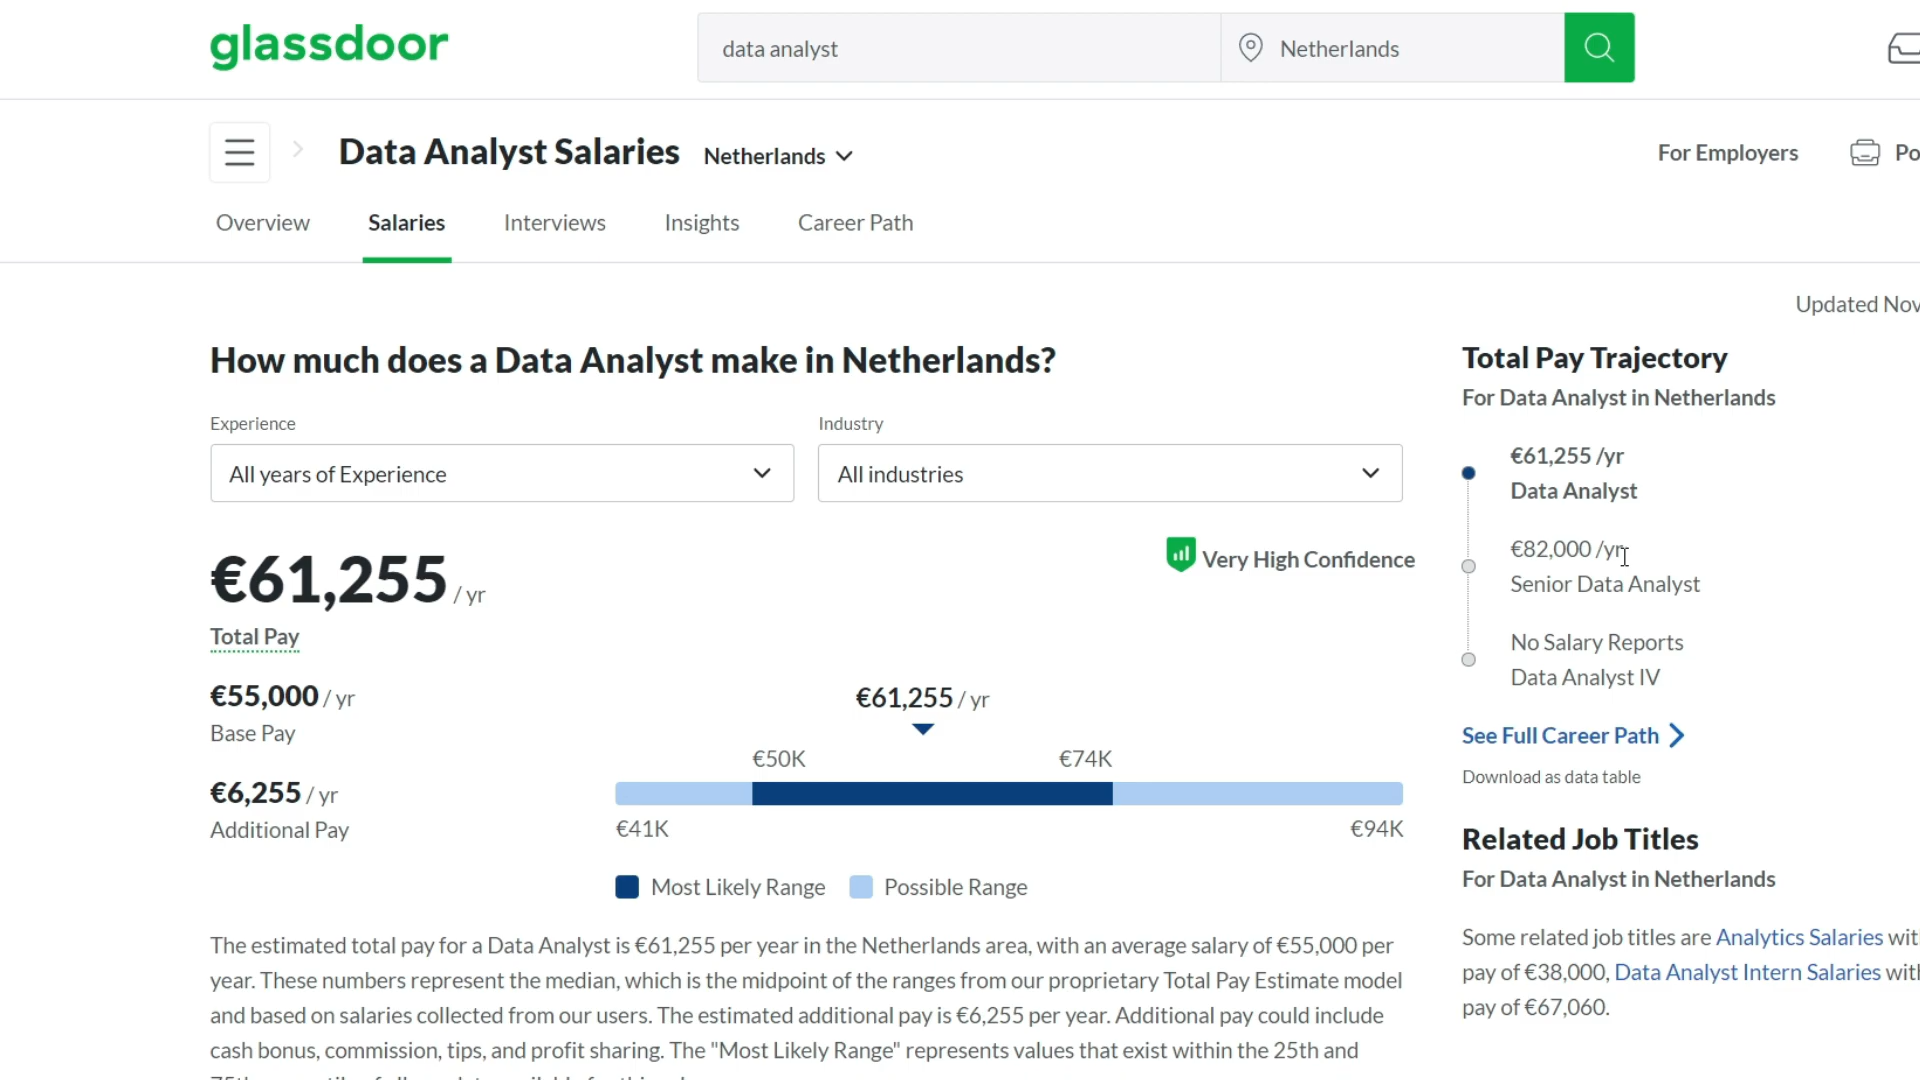 glassdoor
data analyst
Netherlands
Data Analyst Salaries
Netherlands
For Employers
Po
Overview
Salaries
Interviews
Insights
Career Path
Updated Nov
How much does a Data Analyst make in Netherlands?
Experience
Industry
All years of Experience
All industries
€61,255 / yr
Total Pay
Very High Confidence
€55,000 / yr
Base Pay
€6,255 / yr
Additional Pay
€61,255 / yr
€50K
€74K
€41K
€94K
Most Likely Range
Possible Range
The estimated total pay for a Data Analyst is €61,255 per year in the Netherlands area, with an average salary of €55,000 per
year. These numbers represent the median, which is the midpoint of the ranges from our proprietary Total Pay Estimate model
and based on salaries collected from our users. The estimated additional pay is €6,255 per year. Additional pay could include
cash bonus, commission, tips, and profit sharing. The "Most Likely Range" represents values that exist within the 25th and
Total Pay Trajectory
For Data Analyst in Netherlands
€61,255 /yr
Data Analyst
€82,000 /yr
Senior Data Analyst
No Salary Reports
Data Analyst IV
See Full Career Path
Download as data table
Related Job Titles
For Data Analyst in Netherlands
Some related job titles are Analytics Salaries wit
pay of €38,000, Data Analyst Intern Salaries with
pay of €67,060.